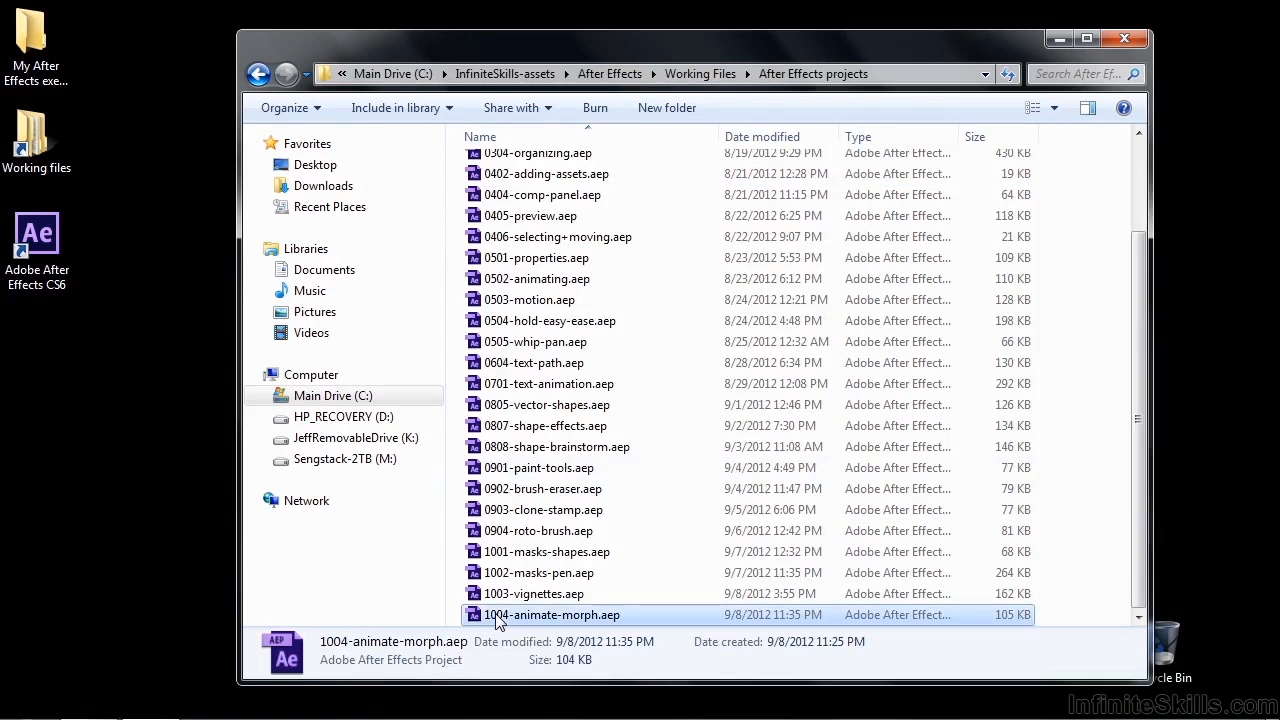 My After
Effects exe...
Working files
Ae
Adobe After
Effects CS6
« Main Drive (C:) ▸ InfiniteSkills-assets ▸ After Effects ▸ Working Files ▸ After Effects projects
Search After Ef...
Organize Include in library Share with Burn New folder
Favorites
Desktop
Downloads
Recent Places
Libraries
Documents
Music
Pictures
Videos
Computer
Main Drive (C:)
HP_RECOVERY (D:)
JeffRemovableDrive (K:)
Sengstack-2TB (M:)
Network
Name Date modified Type Size
0304-organizing.aep 8/19/2012 9:29 PM Adobe After Effect... 430 KB
0402-adding-assets.aep 8/21/2012 12:28 PM Adobe After Effect... 19 KB
0404-comp-panel.aep 8/21/2012 11:15 PM Adobe After Effect... 64 KB
0405-preview.aep 8/22/2012 6:25 PM Adobe After Effect... 118 KB
0406-selecting+moving.aep 8/22/2012 9:07 PM Adobe After Effect... 21 KB
0501-properties.aep 8/23/2012 5:53 PM Adobe After Effect... 109 KB
0502-animating.aep 8/23/2012 6:12 PM Adobe After Effect... 110 KB
0503-motion.aep 8/24/2012 12:21 PM Adobe After Effect... 128 KB
0504-hold-easy-ease.aep 8/24/2012 4:48 PM Adobe After Effect... 198 KB
0505-whip-pan.aep 8/25/2012 12:32 AM Adobe After Effect... 66 KB
0604-text-path.aep 8/28/2012 6:34 PM Adobe After Effect... 130 KB
0701-text-animation.aep 8/29/2012 12:08 PM Adobe After Effect... 292 KB
0805-vector-shapes.aep 9/1/2012 12:46 PM Adobe After Effect... 126 KB
0807-shape-effects.aep 9/2/2012 7:30 PM Adobe After Effect... 134 KB
0808-shape-brainstorm.aep 9/3/2012 11:08 AM Adobe After Effect... 146 KB
0901-paint-tools.aep 9/4/2012 4:49 PM Adobe After Effect... 77 KB
0902-brush-eraser.aep 9/4/2012 11:47 PM Adobe After Effect... 79 KB
0903-clone-stamp.aep 9/5/2012 6:06 PM Adobe After Effect... 77 KB
0904-roto-brush.aep 9/6/2012 12:42 PM Adobe After Effect... 81 KB
1001-masks-shapes.aep 9/7/2012 12:32 PM Adobe After Effect... 68 KB
1002-masks-pen.aep 9/7/2012 11:35 PM Adobe After Effect... 264 KB
1003-vignettes.aep 9/8/2012 3:55 PM Adobe After Effect... 162 KB
1004-animate-morph.aep 9/8/2012 11:35 PM Adobe After Effect... 105 KB
AEP
Ae
1004-animate-morph.aep Date modified: 9/8/2012 11:35 PM Date created: 9/8/2012 11:25 PM
Adobe After Effects Project Size: 104 KB
cle Bin
InfiniteSkills.com